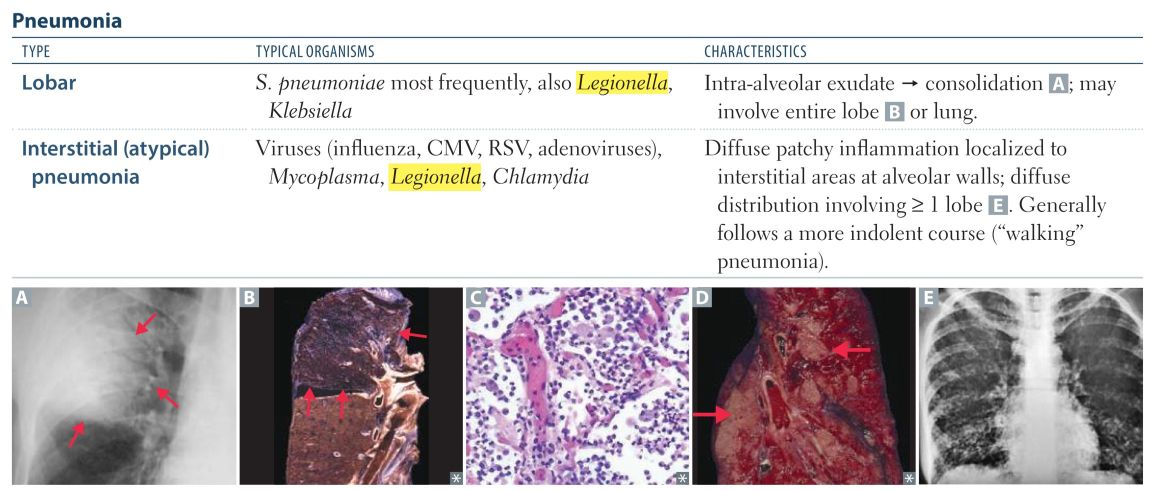 Pneumonia
TYPE TYPICAL ORGANISMS CHARACTERISTICS
Lobar S. pneumoniae most frequently, also Legionella, Intra-alveolar exudate → consolidation A; may
Klebsiella involve entire lobe B or lung.
Interstitial (atypical) Viruses (influenza, CMV, RSV, adenoviruses), Diffuse patchy inflammation localized to
pneumonia Mycoplasma, Legionella, Chlamydia interstitial areas at alveolar walls; diffuse
distribution involving ≥ 1 lobe E. Generally
follows a more indolent course (“walking”
pneumonia).
A B C D E